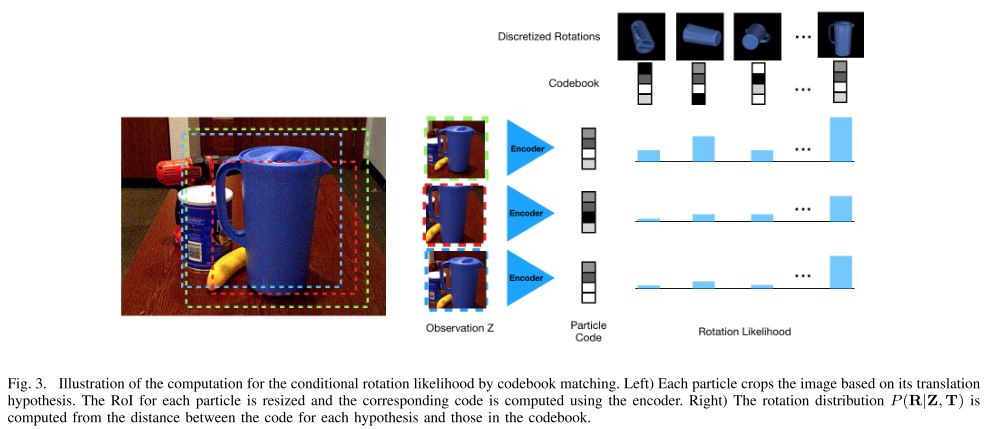 Discretized Rotations
...
Codebook
...
Encoder
...
Encoder
...
Encoder
...
Observation Z
Particle
Code
Rotation Likelihood
Fig. 3. Illustration of the computation for the conditional rotation likelihood by codebook matching. Left) Each particle crops the image based on its translation
hypothesis. The RoI for each particle is resized and the corresponding code is computed using the encoder. Right) The rotation distribution P(R|Z, T) is
computed from the distance between the code for each hypothesis and those in the codebook.